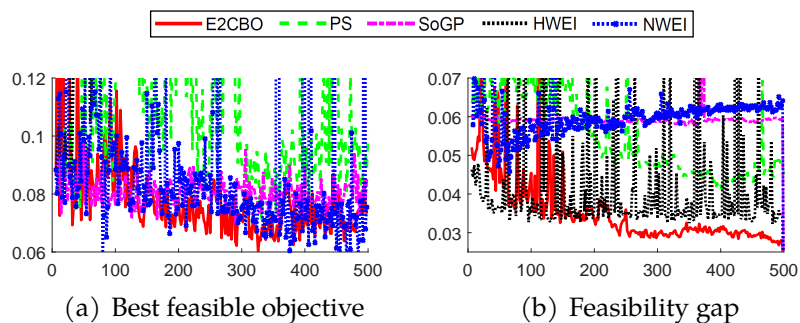 E2CBO PS SoGP HWEI NWEI
0.12
0.1
0.08
0.06
0 100 200 300 400 500
(a) Best feasible objective
0.07
0.06
0.05
0.04
0.03
0 100 200 300 400 500
(b) Feasibility gap